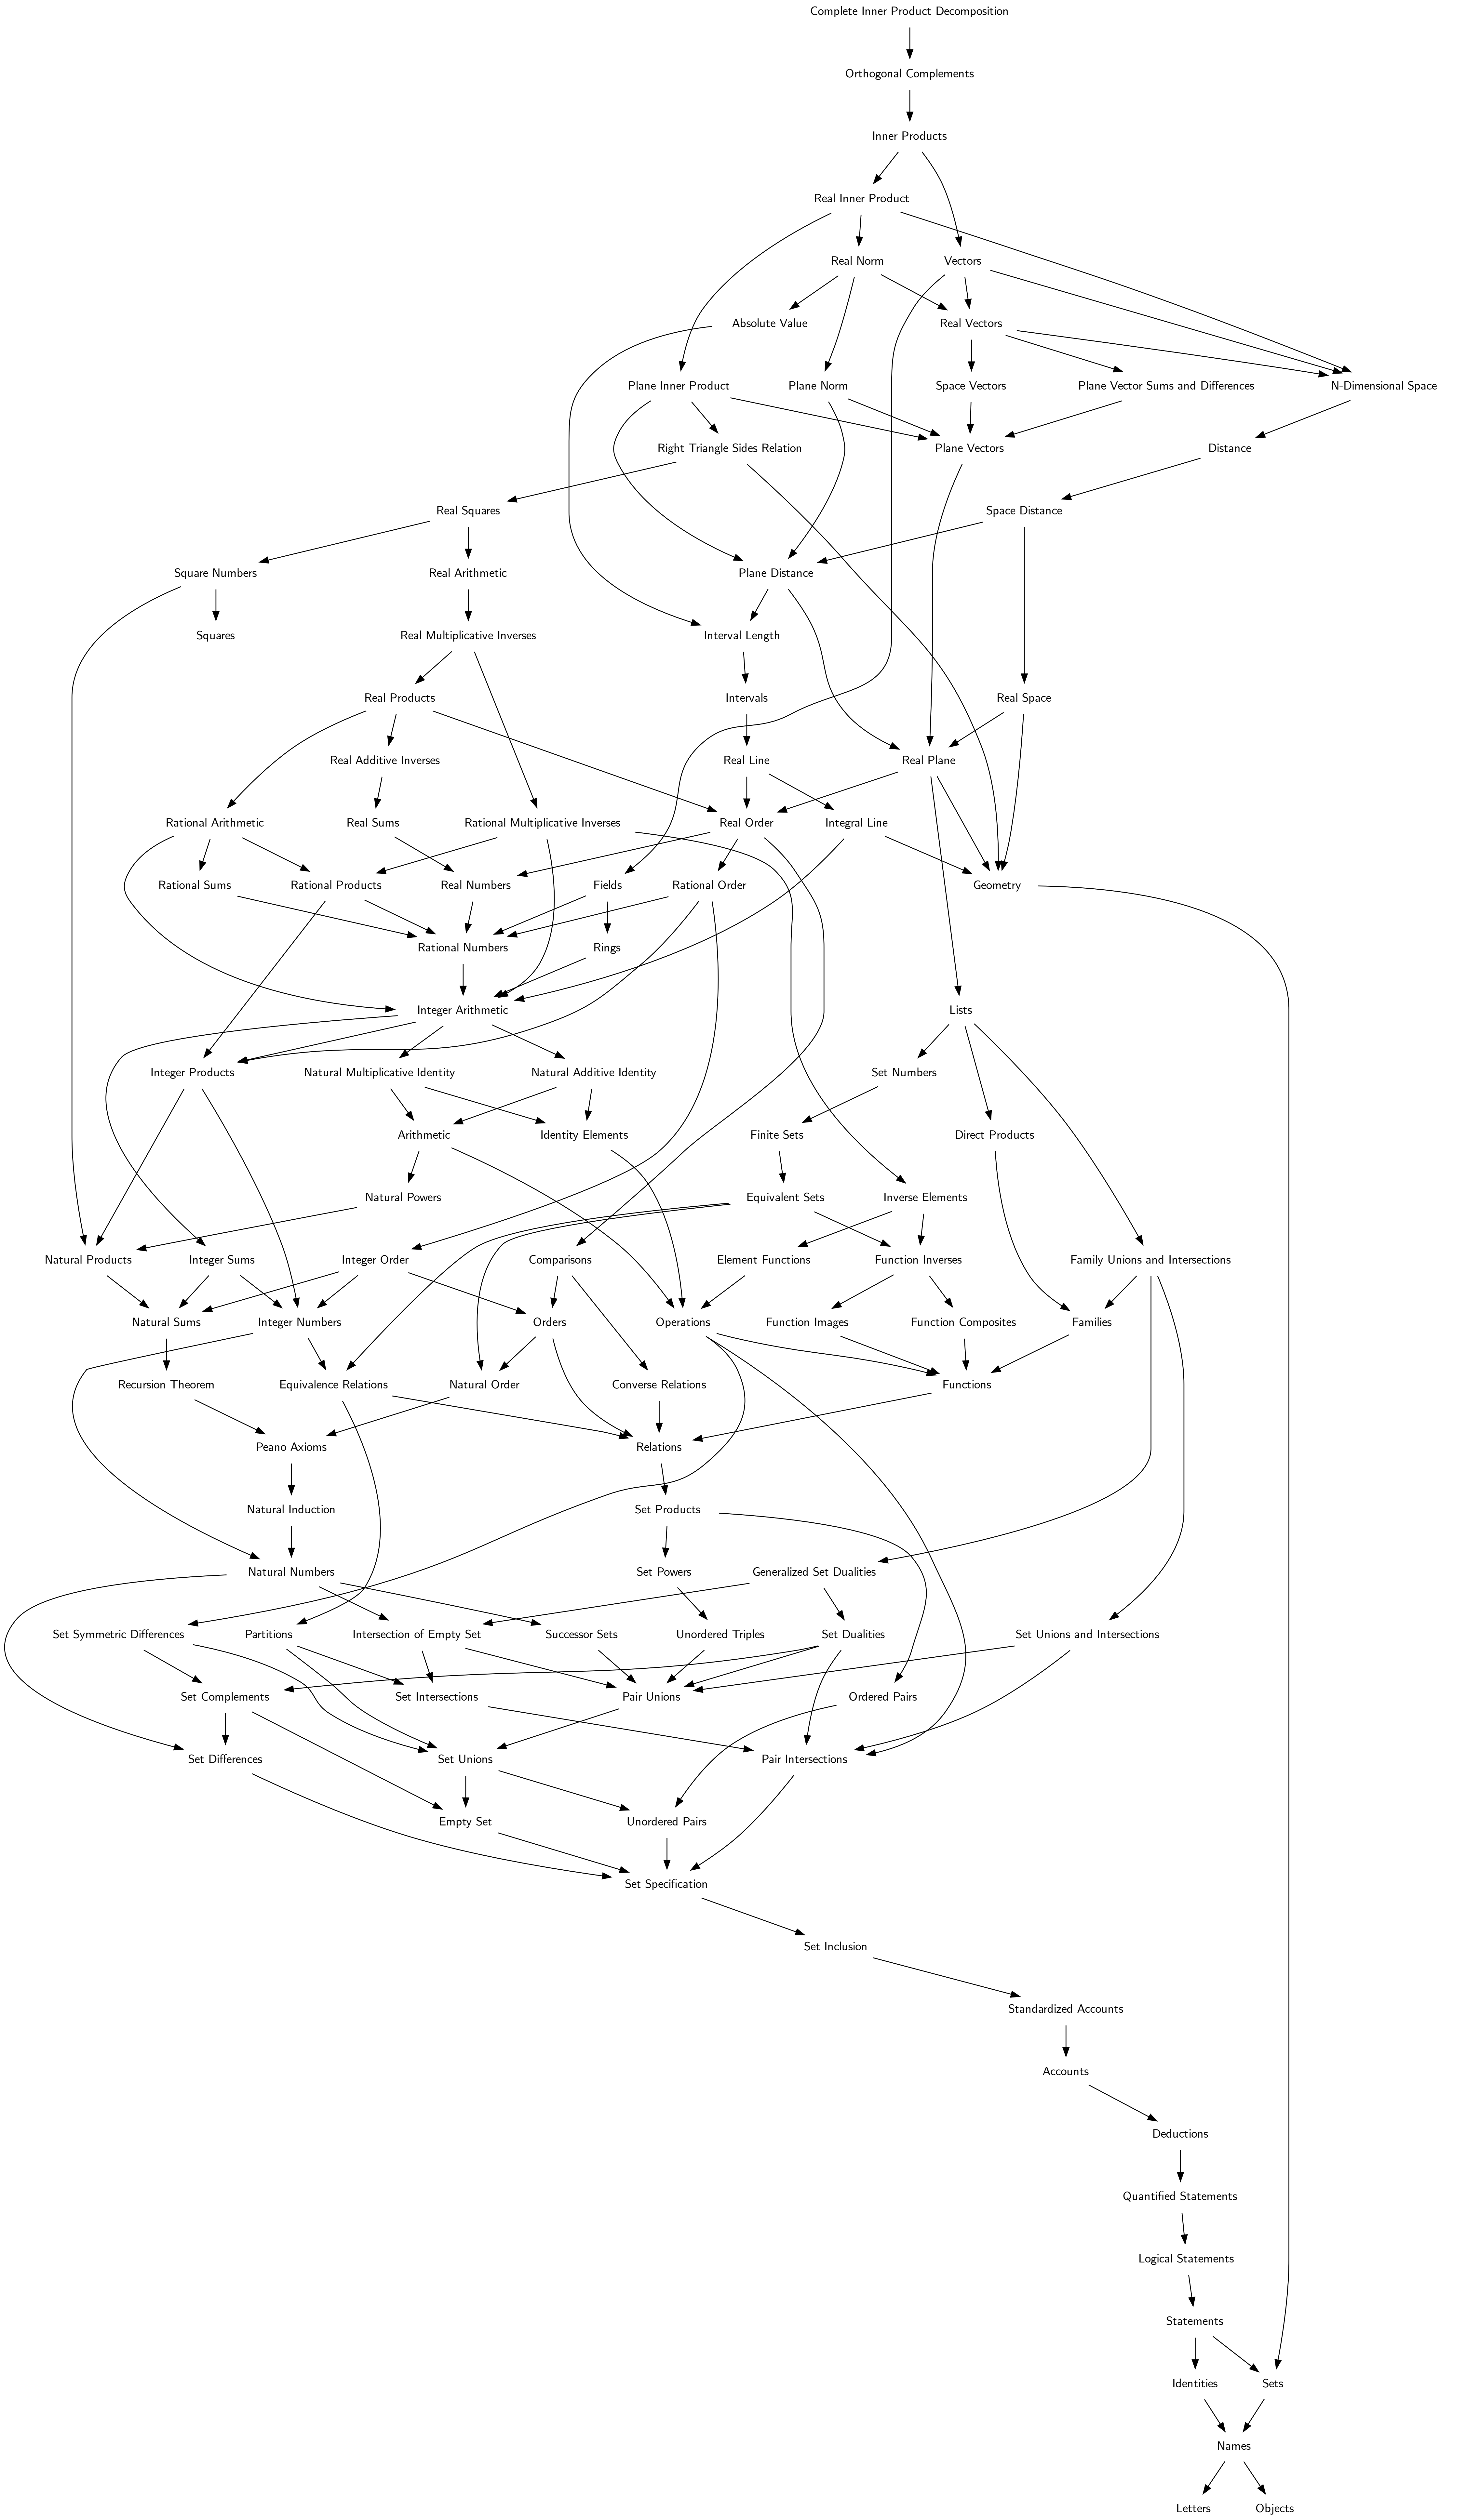 Complete Inner Product Decomposition
Orthogonal Complements
Inner Products
Real Inner Product
Real Norm
Vectors
Absolute Value
Real Vectors
Plane Inner Product
Plane Norm
Space Vectors
Plane Vector Sums and Differences
N-Dimensional Space
Right Triangle Sides Relation
Plane Vectors
Distance
Real Squares
Space Distance
Square Numbers
Real Arithmetic
Plane Distance
Squares
Real Multiplicative Inverses
Interval Length
Real Products
Intervals
Real Space
Real Additive Inverses
Real Line
Real Plane
Rational Arithmetic
Real Sums
Rational Multiplicative Inverses
Real Order
Integral Line
Rational Sums
Rational Products
Real Numbers
Fields
Rational Order
Geometry
Rational Numbers
Rings
Integer Arithmetic
Lists
Integer Products
Natural Multiplicative Identity
Natural Additive Identity
Set Numbers
Arithmetic
Identity Elements
Finite Sets
Direct Products
Natural Powers
Equivalent Sets
Inverse Elements
Natural Products
Integer Sums
Integer Order
Comparisons
Element Functions
Function Inverses
Family Unions and Intersections
Natural Sums
Integer Numbers
Orders
Operations
Function Images
Function Composites
Families
Recursion Theorem
Equivalence Relations
Natural Order
Converse Relations
Functions
Peano Axioms
Relations
Natural Induction
Set Products
Natural Numbers
Set Powers
Generalized Set Dualities
Set Symmetric Differences
Partitions
Intersection of Empty Set
Successor Sets
Unordered Triples
Set Dualities
Set Unions and Intersections
Set Complements
Set Intersections
Pair Unions
Ordered Pairs
Set Differences
Set Unions
Pair Intersections
Empty Set
Unordered Pairs
Set Specification
Set Inclusion
Standardized Accounts
Accounts
Deductions
Quantified Statements
Logical Statements
Statements
Identities
Sets
Names
Letters
Objects